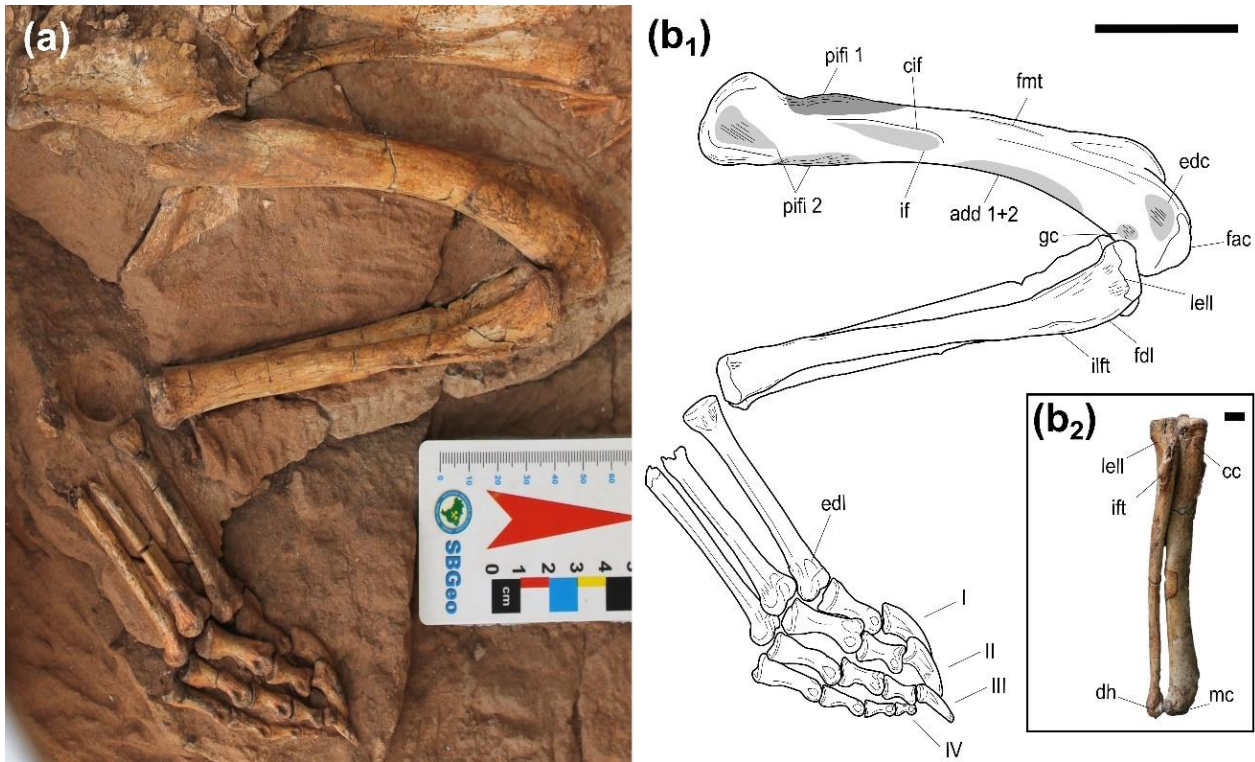 (a)
0 10 20 30 40 50 60
SBGeo
0 1 2 3 4
cm
(b1)
pifi 1
cif
fmt
edc
pifi 2
if
add 1+2
gc
fac
lell
fdl
ilft
edl
I
II
III
IV
(b2)
lell
cc
ift
dh
mc